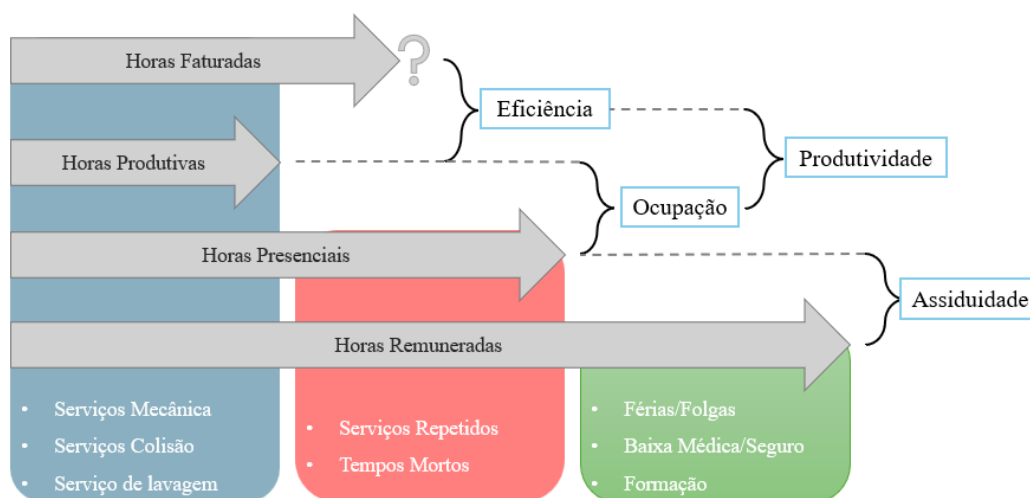 Horas Faturadas
?
Eficiência
Horas Produtivas
Produtividade
Ocupação
Horas Presenciais
Assiduidade
Horas Remuneradas
• Serviços Mecânica
• Serviços Colisão
• Serviço de lavagem
• Serviços Repetidos
• Tempos Mortos
• Férias/Folgas
• Baixa Médica/Seguro
• Formação